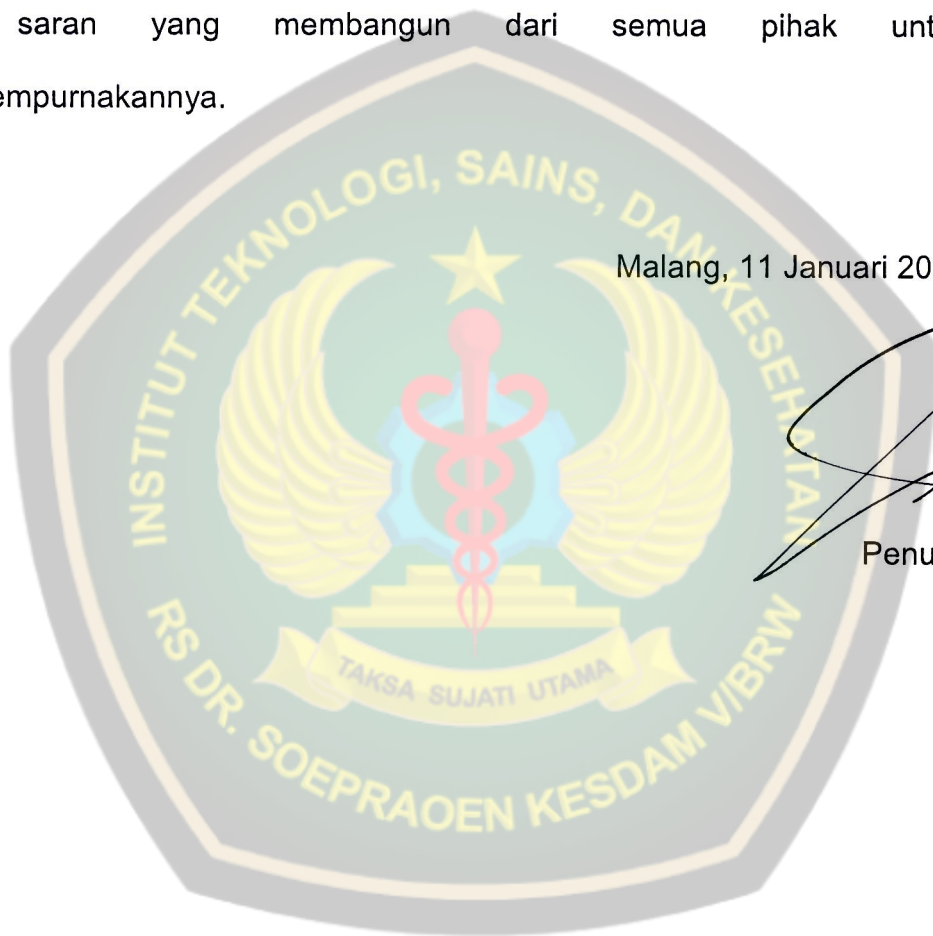 saran yang membangun dari semua pihak unt
empurnakannya.
Malang, 11 Januari 20
Penu
INSTITUT TEKNOLOGI, SAINS, DAN KESEHATAN
RS DR. SOEPRAOEN KESDAM V/BRW
TAKSA SUJATI UTAMA